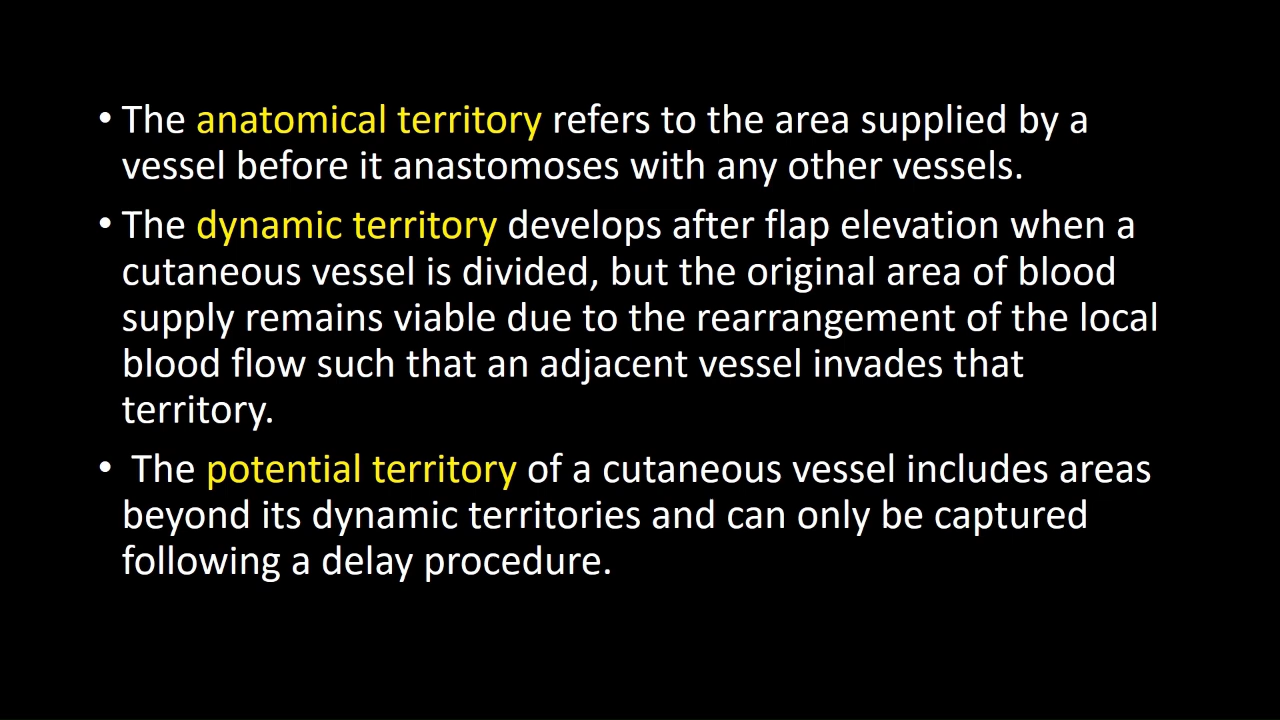 • The anatomical territory refers to the area supplied by a
vessel before it anastomoses with any other vessels.
• The dynamic territory develops after flap elevation when a
cutaneous vessel is divided, but the original area of blood
supply remains viable due to the rearrangement of the local
blood flow such that an adjacent vessel invades that
territory.
• The potential territory of a cutaneous vessel includes areas
beyond its dynamic territories and can only be captured
following a delay procedure.